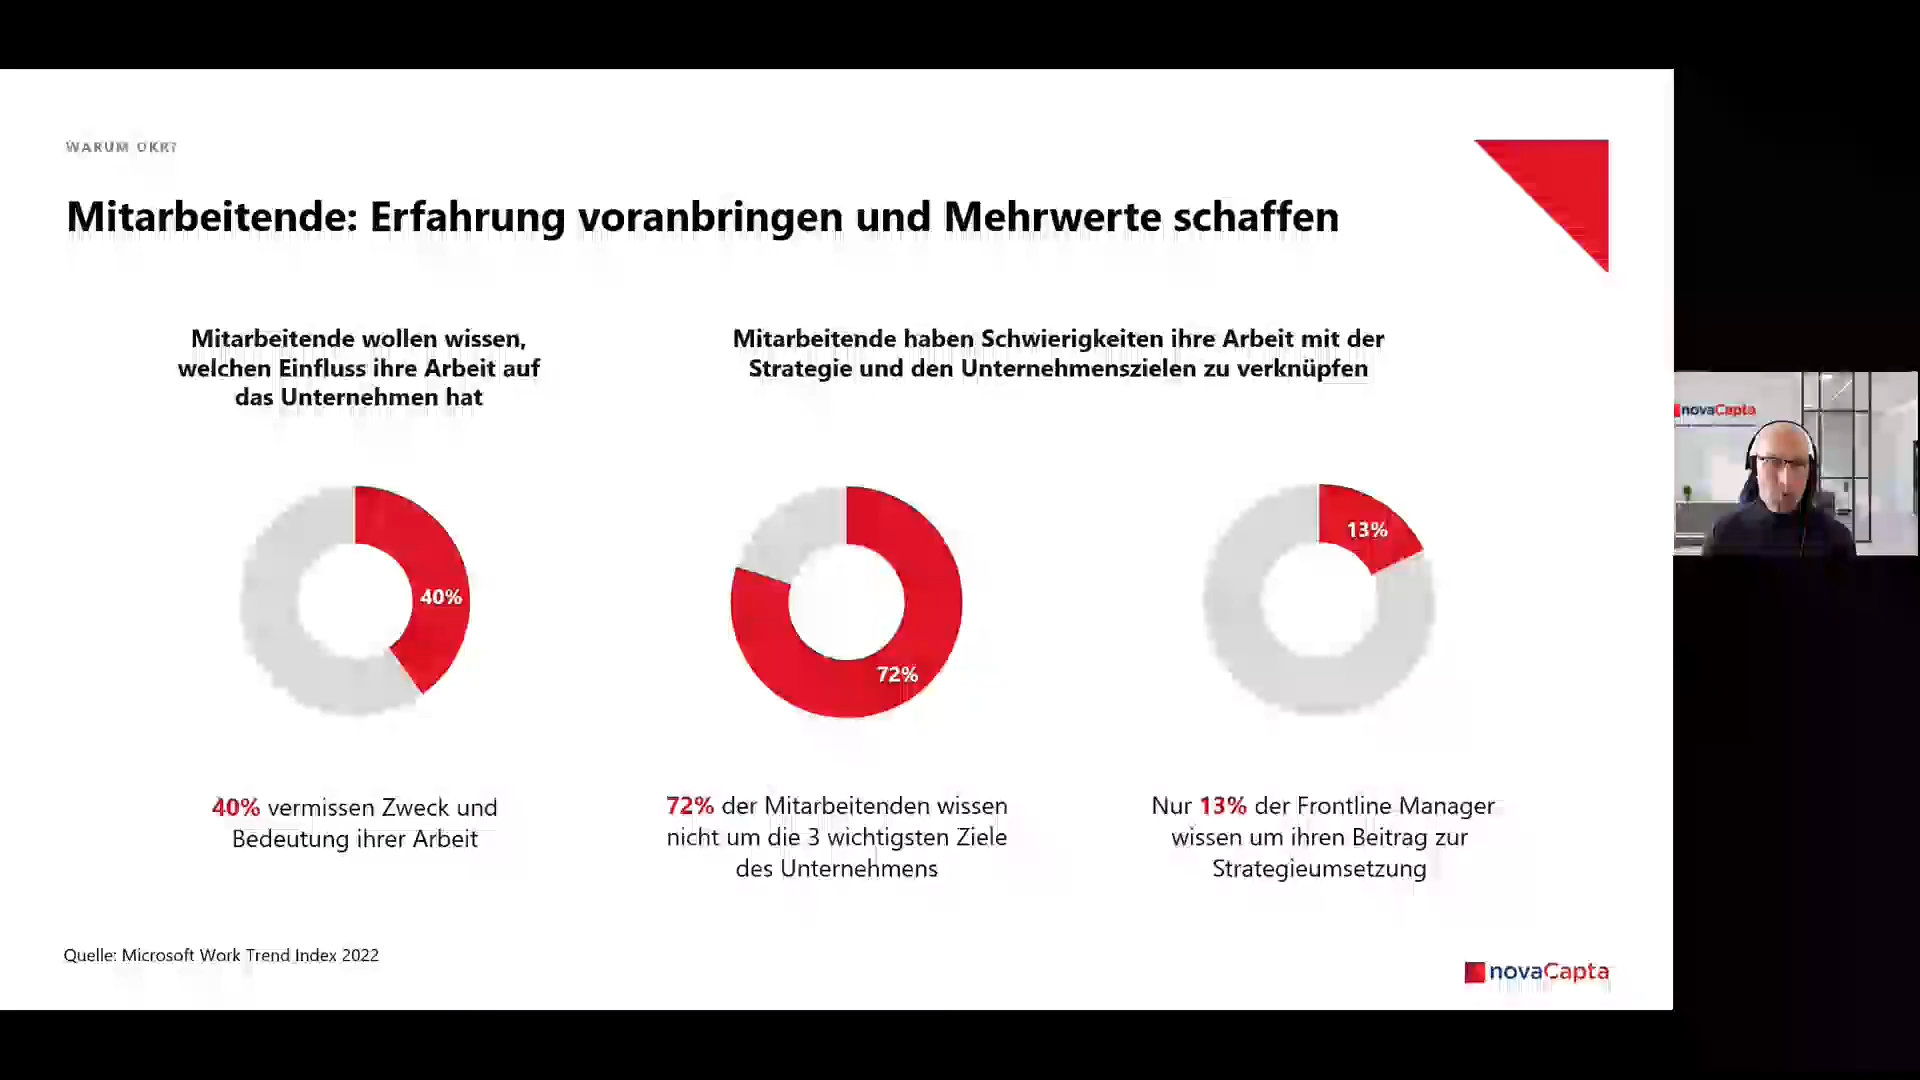 WARUM OKR?
Mitarbeitende: Erfahrung voranbringen und Mehrwerte schaffen
Mitarbeitende wollen wissen,
welchen Einfluss ihre Arbeit auf
das Unternehmen hat
Mitarbeitende haben Schwierigkeiten ihre Arbeit mit der
Strategie und den Unternehmenszielen zu verknüpfen
40%
72%
13%
40% vermissen Zweck und
Bedeutung ihrer Arbeit
72% der Mitarbeitenden wissen
nicht um die 3 wichtigsten Ziele
des Unternehmens
Nur 13% der Frontline Manager
wissen um ihren Beitrag zur
Strategieumsetzung
Quelle: Microsoft Work Trend Index 2022
novaCapta
novaCapta